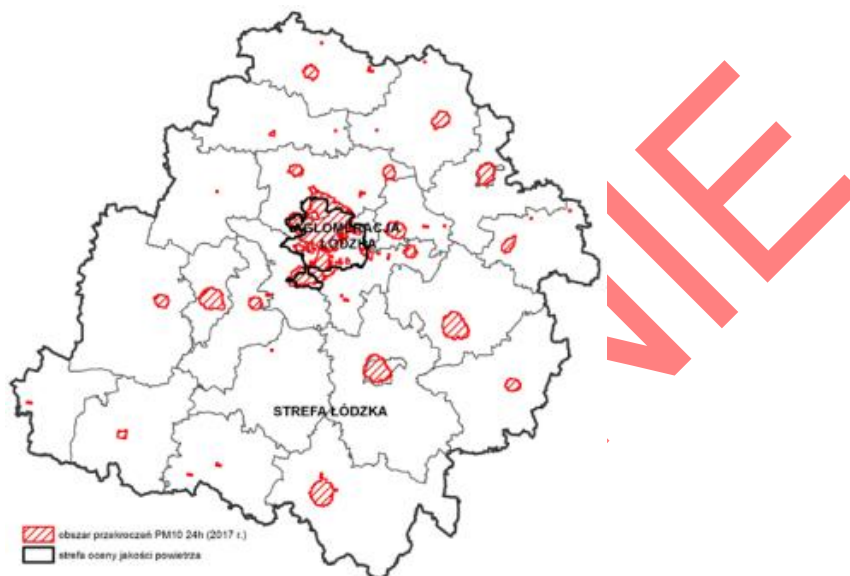 AGLOMERACJA
ŁÓDZKA
STREFA ŁÓDZKA
obszar przekroczeń PM10 24h (2017 r.)
strefa oceny jakości powietrza
NIE